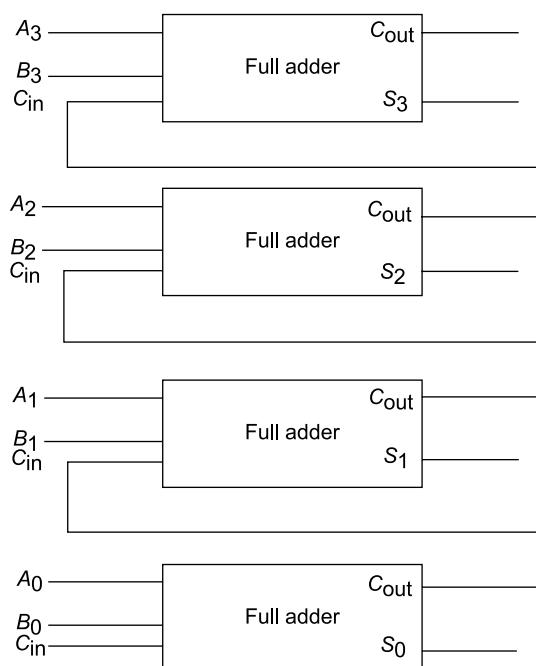 A3
Cout
Full adder
B3
Cin
S3
A2
Cout
Full adder
B2
Cin
S2
A1
Cout
Full adder
B1
Cin
S1
A0
Cout
Full adder
B0
Cin
S0